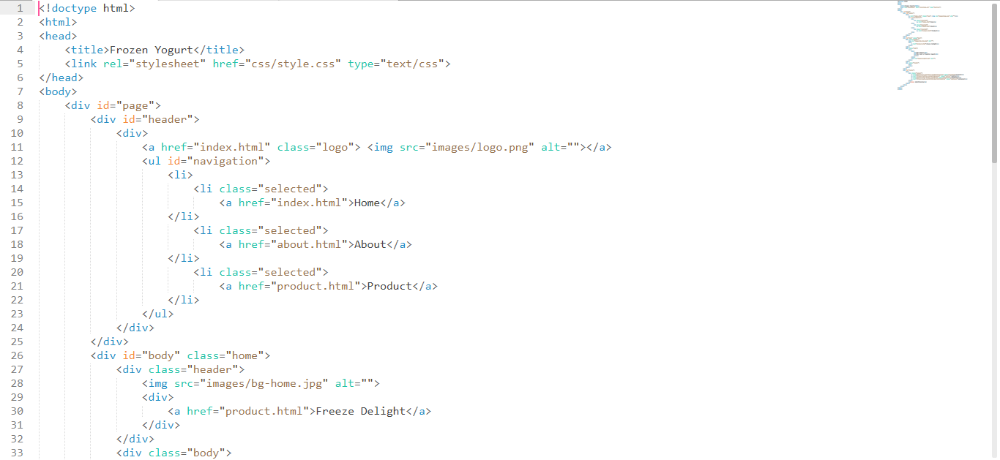 1 <!doctype html>
2 <html>
3 <head>
4     <title>Frozen Yogurt</title>
5     <link rel="stylesheet" href="css/style.css" type="text/css">
6 </head>
7 <body>
8     <div id="page">
9         <div id="header">
10             <div>
11                 <a href="index.html" class="logo"> <img src="images/logo.png" alt=""></a>
12                 <ul id="navigation">
13                     <li>
14                         <li class="selected">
15                             <a href="index.html">Home</a>
16                     </li>
17                         <li class="selected">
18                             <a href="about.html">About</a>
19                     </li>
20                         <li class="selected">
21                             <a href="product.html">Product</a>
22                     </li>
23                 </ul>
24             </div>
25         </div>
26         <div id="body" class="home">
27             <div class="header">
28                 <img src="images/bg-home.jpg" alt="">
29                 <div>
30                     <a href="product.html">Freeze Delight</a>
31                 </div>
32             </div>
33             <div class="body">